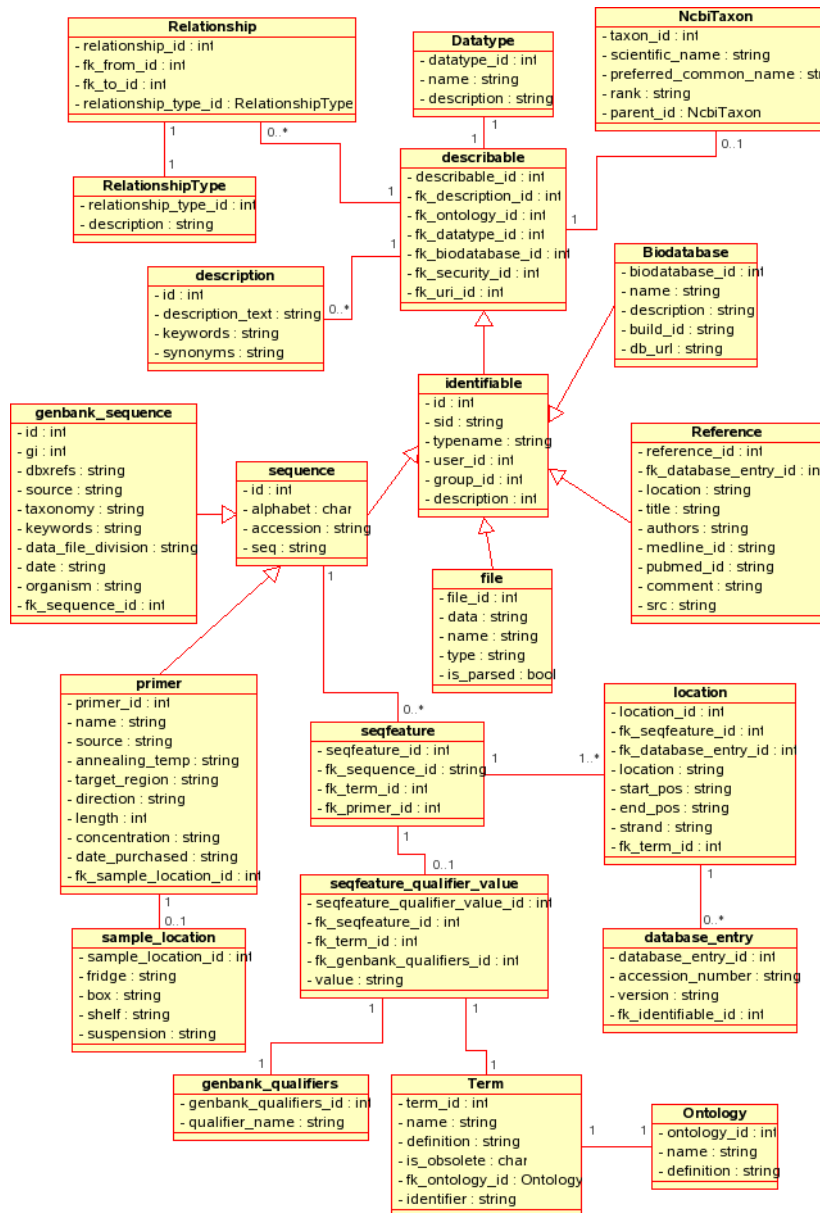 Relationship
- relationship_id : int
- fk_from_id : int
- fk_to_id : int
- relationship_type_id : RelationshipType
1
0..*
1
RelationshipType
- relationship_type_id : int
- description : string
Datatype
- datatype_id : int
- name : string
- description : string
1
NcbiTaxon
- taxon_id : int
- scientific_name : string
- preferred_common_name : str
- rank : string
- parent_id : NcbiTaxon
0..1
describable
- describable_id : int
- fk_description_id : int
- fk_ontology_id : int
- fk_datatype_id : int
- fk_biodatabase_id : int
- fk_security_id : int
- fk_uri_id : int
1
1
1
description
- id : int
- description_text : string
- keywords : string
- synonyms : string
0..*
Biodatabase
- biodatabase_id : int
- name : string
- description : string
- build_id : string
- db_url : string
identifiable
- id : int
- sid : string
- typename : string
- user_id : int
- group_id : int
- description : int
genbank_sequence
- id : int
- gi : int
- dbxrefs : string
- source : string
- taxonomy : string
- keywords : string
- data_file_division : string
- date : string
- organism : string
- fk_sequence_id : int
sequence
- id : int
- alphabet : char
- accession : string
- seq : string
1
Reference
- reference_id : int
- fk_database_entry_id : int
- location : string
- title : string
- authors : string
- medline_id : string
- pubmed_id : string
- comment : string
- src : string
file
- file_id : int
- data : string
- name : string
- type : string
- is_parsed : bool
primer
- primer_id : int
- name : string
- source : string
- annealing_temp : string
- target_region : string
- direction : string
- length : int
- concentration : string
- date_purchased : string
- fk_sample_location_id : int
1
0..1
0..*
seqfeature
- seqfeature_id : int
- fk_sequence_id : string
- fk_term_id : int
- fk_primer_id : int
1
1..*
1
0..1
location
- location_id : int
- fk_seqfeature_id : int
- fk_database_entry_id : int
- location : string
- start_pos : string
- end_pos : string
- strand : string
- fk_term_id : int
1
0..*
seqfeature_qualifier_value
- seqfeature_qualifier_value_id : int
- fk_seqfeature_id : int
- fk_term_id : int
- fk_genbank_qualifiers_id : int
- value : string
1
1
sample_location
- sample_location_id : int
- fridge : string
- box : string
- shelf : string
- suspension : string
database_entry
- database_entry_id : int
- accession_number : string
- version : string
- fk_identifiable_id : int
1
1
genbank_qualifiers
- genbank_qualifiers_id : int
- qualifier_name : string
Term
- term_id : int
- name : string
- definition : string
- is_obsolete : char
- fk_ontology_id : Ontology
- identifier : string
1
1
Ontology
- ontology_id : int
- name : string
- definition : string